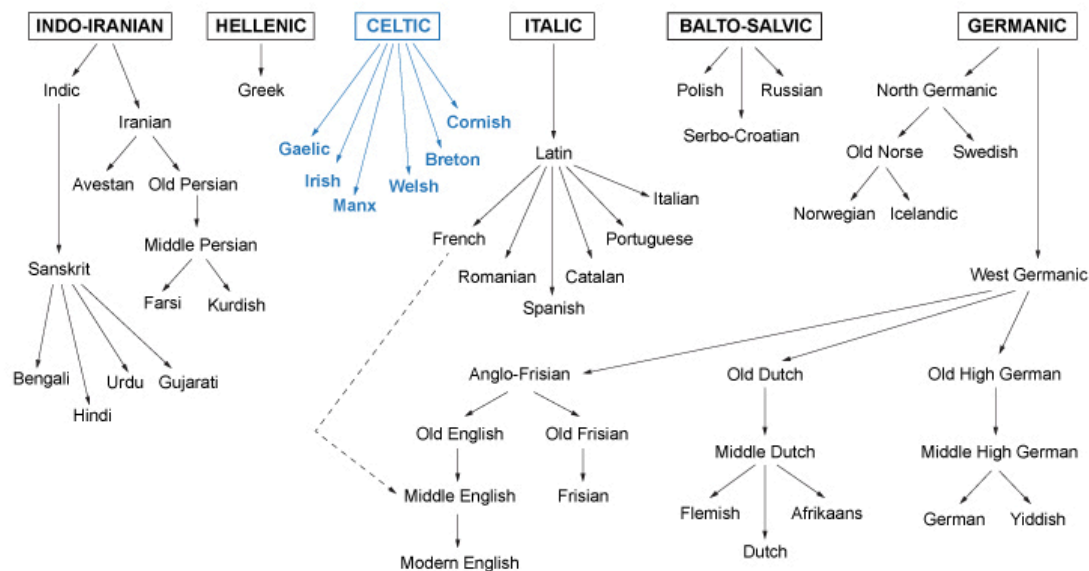 INDO-IRANIAN
HELLENIC
CELTIC
ITALIC
BALTO-SALVIC
GERMANIC
Indic
Greek
Polish
Russian
North Germanic
Iranian
Cornish
Serbo-Croatian
Gaelic
Breton
Latin
Old Norse
Swedish
Avestan
Old Persian
Irish
Welsh
Manx
Italian
Norwegian
Icelandic
Middle Persian
French
Portuguese
Sanskrit
Romanian
Catalan
West Germanic
Farsi
Kurdish
Spanish
Bengali
Urdu
Gujarati
Anglo-Frisian
Old Dutch
Old High German
Hindi
Old English
Old Frisian
Middle Dutch
Middle High German
Middle English
Frisian
Flemish
Afrikaans
German
Yiddish
Dutch
Modern English